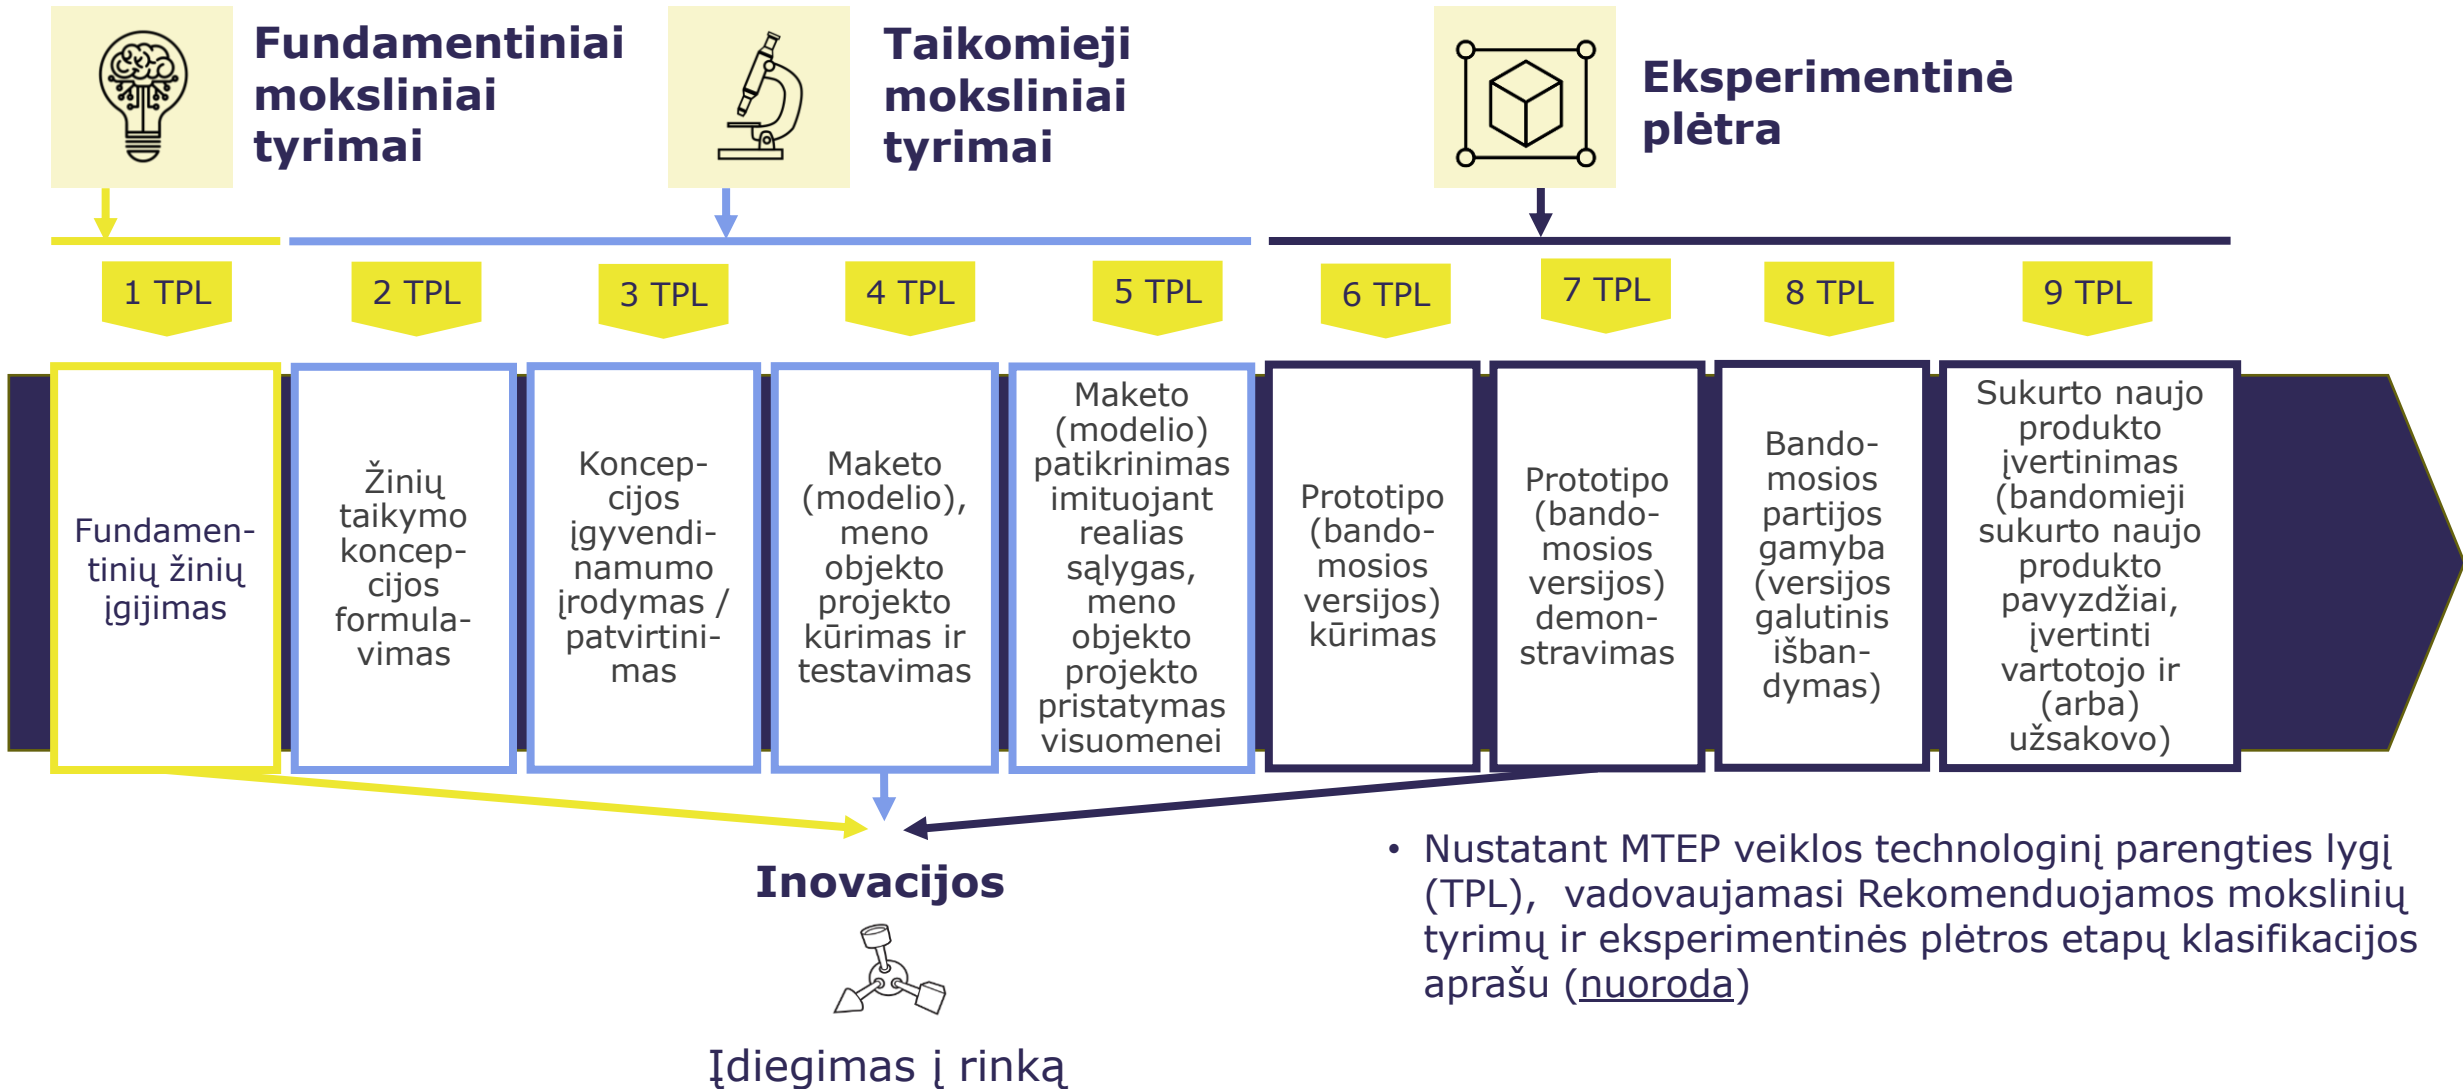 Fundamentiniai
moksliniai
tyrimai
Taikomieji
moksliniai
tyrimai
Eksperimentinė
plėtra
1 TPL
2 TPL
3 TPL
4 TPL
5 TPL
6 TPL
7 TPL
8 TPL
9 TPL
Fundamen-
tinių žinių
įgijimas
Žinių
taikymo
koncep-
cijos
formula-
vimas
Koncep-
cijos
įgyvendi-
namumo
įrodymas /
patvirtini-
mas
Maketo
(modelio),
meno
objekto
projekto
kūrimas ir
testavimas
Maketo
(modelio)
patikrinimas
imituojant
realias
sąlygas,
meno
objekto
projekto
pristatymas
visuomenei
Prototipo
(bando-
mosios
versijos)
kūrimas
Prototipo
(bando-
mosios
versijos)
demon-
stravimas
Bando-
mosios
partijos
gamyba
(versijos
galutinis
išban-
dymas)
Sukurto naujo
produkto
įvertinimas
(bandomieji
sukurto naujo
produkto
pavyzdžiai,
įvertinti
vartotojo ir
(arba)
užsakovo)
Inovacijos
Įdiegimas į rinką
• Nustatant MTEP veiklos technologinį parengties lygį
(TPL), vadovaujamasi Rekomenduojamos mokslinių
tyrimų ir eksperimentinės plėtros etapų klasifikacijos
aprašu (nuoroda)